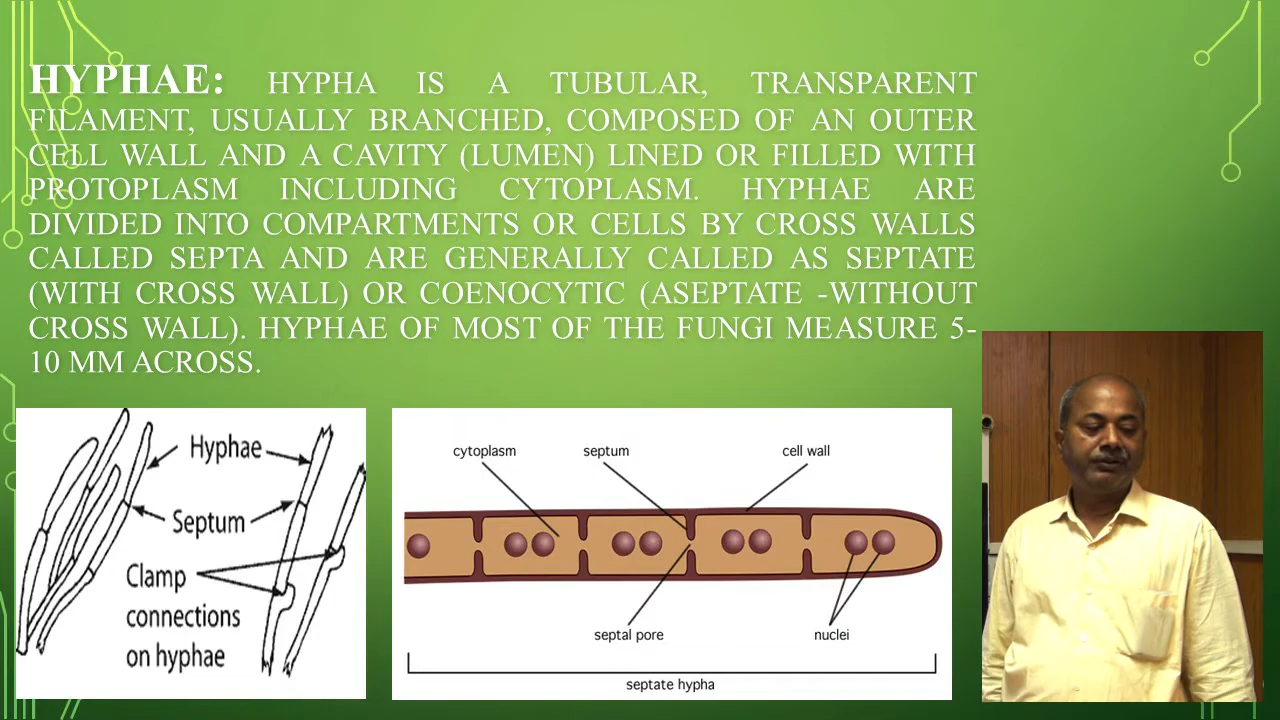 HYPHAE: HYPHA IS A TUBULAR, TRANSPARENT
FILAMENT, USUALLY BRANCHED, COMPOSED OF AN OUTER
CELL WALL AND A CAVITY (LUMEN) LINED OR FILLED WITH
PROTOPLASM INCLUDING CYTOPLASM. HYPHAE ARE
DIVIDED INTO COMPARTMENTS OR CELLS BY CROSS WALLS
CALLED SEPTA AND ARE GENERALLY CALLED AS SEPTATE
(WITH CROSS WALL) OR COENOCYTIC (ASEPTATE -WITHOUT
CROSS WALL). HYPHAE OF MOST OF THE FUNGI MEASURE 5-
10 MM ACROSS.
Hyphae
Septum
Clamp
connections
on hyphae
cytoplasm
septum
cell wall
septal pore
nuclei
septate hypha